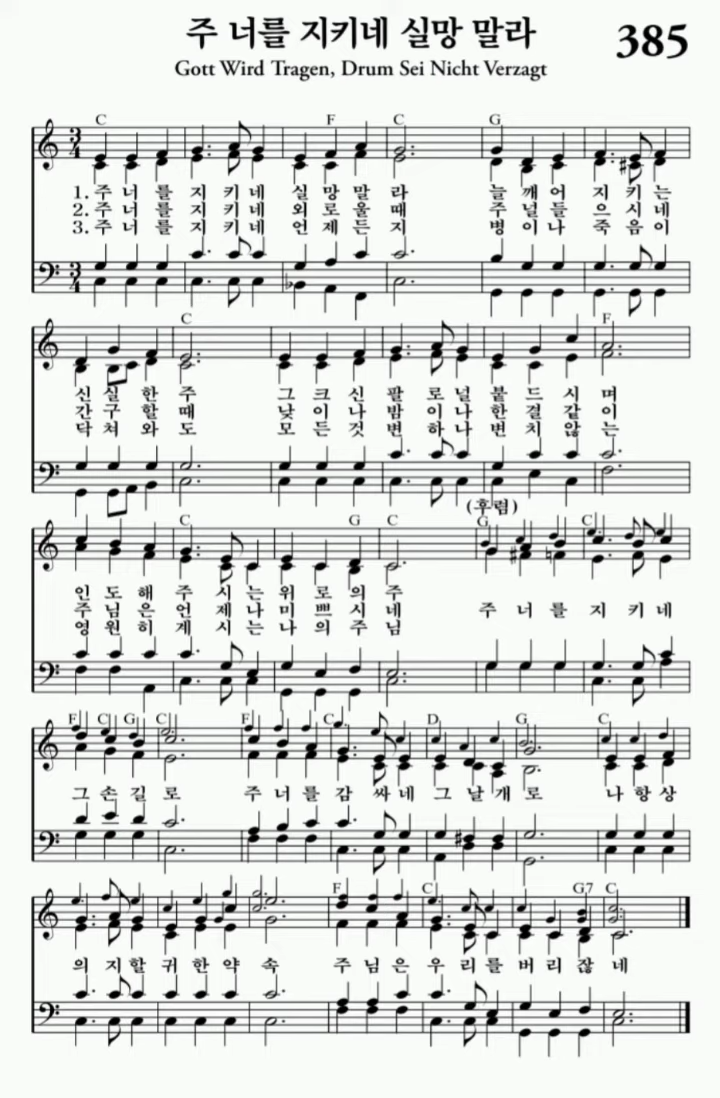 주 너를 지키네 실망 말라
385
Gott Wird Tragen, Drum Sei Nicht Verzagt
C F C G
1. 주 너 를 지 키 네 실 망 말 라 늘 깨 어 지 키 는
2. 주 너 를 지 키 네 외 로 울 때 주 널 들 으 시 네
3. 주 너 를 지 키 네 언 제 든 지 병 이 나 죽 음 이
C F
신 실 한 주 그 크 신 팔 로 널 붙 드 시 며
간 구 할 때 낮 이 나 밤 이 나 한 결 같 이
닥 쳐 와 도 모 든 것 변 하 나 변 치 않 는
(후렴)
C G C G C
인 도 해 주 시 는 위 로 의 주
주 님 은 언 제 나 미 쁘 시 네 주 너 를 지 키 네
영 원 히 계 시 는 나 의 주 님
F C G C F C D G C
그 손 길 로 주 너 를 감 싸 네 그 날 개 로 나 항 상
F C G7 C
의 지 할 귀 한 약 속 주 님 은 우 리 를 버 리 잖 네